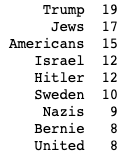 Trump 19
Jews 17
Americans 15
Israel 12
Hitler 12
Sweden 10
Nazis 9
Bernie 8
United 8